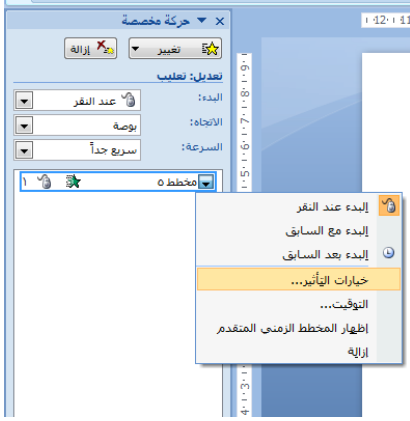 حركة مخصصة
تغيير
إزالة
تعديل: تعليب
البدء: عند النقر
الاتجاه: بوصة
السرعة: سريع جداً
١ مخطط ٥
إلبدء عند النقر
البدء مع السابق
البدء بعد السابق
خيارات التأثير...
التوقيت...
إظهار المخطط الزمني المتقدم
إزالة